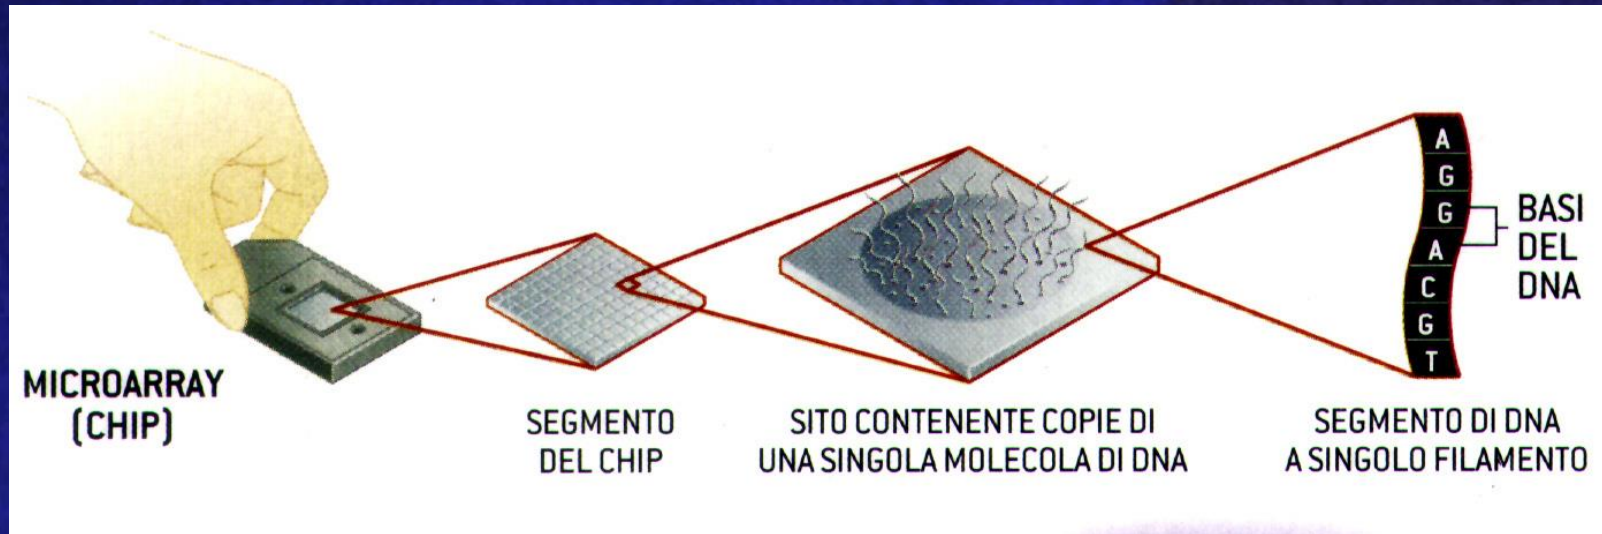 MICROARRAY
(CHIP)
SEGMENTO
DEL CHIP
SITO CONTENENTE COPIE DI
UNA SINGOLA MOLECOLA DI DNA
A
G
G
A
C
G
T
BASI
DEL
DNA
SEGMENTO DI DNA
A SINGOLO FILAMENTO